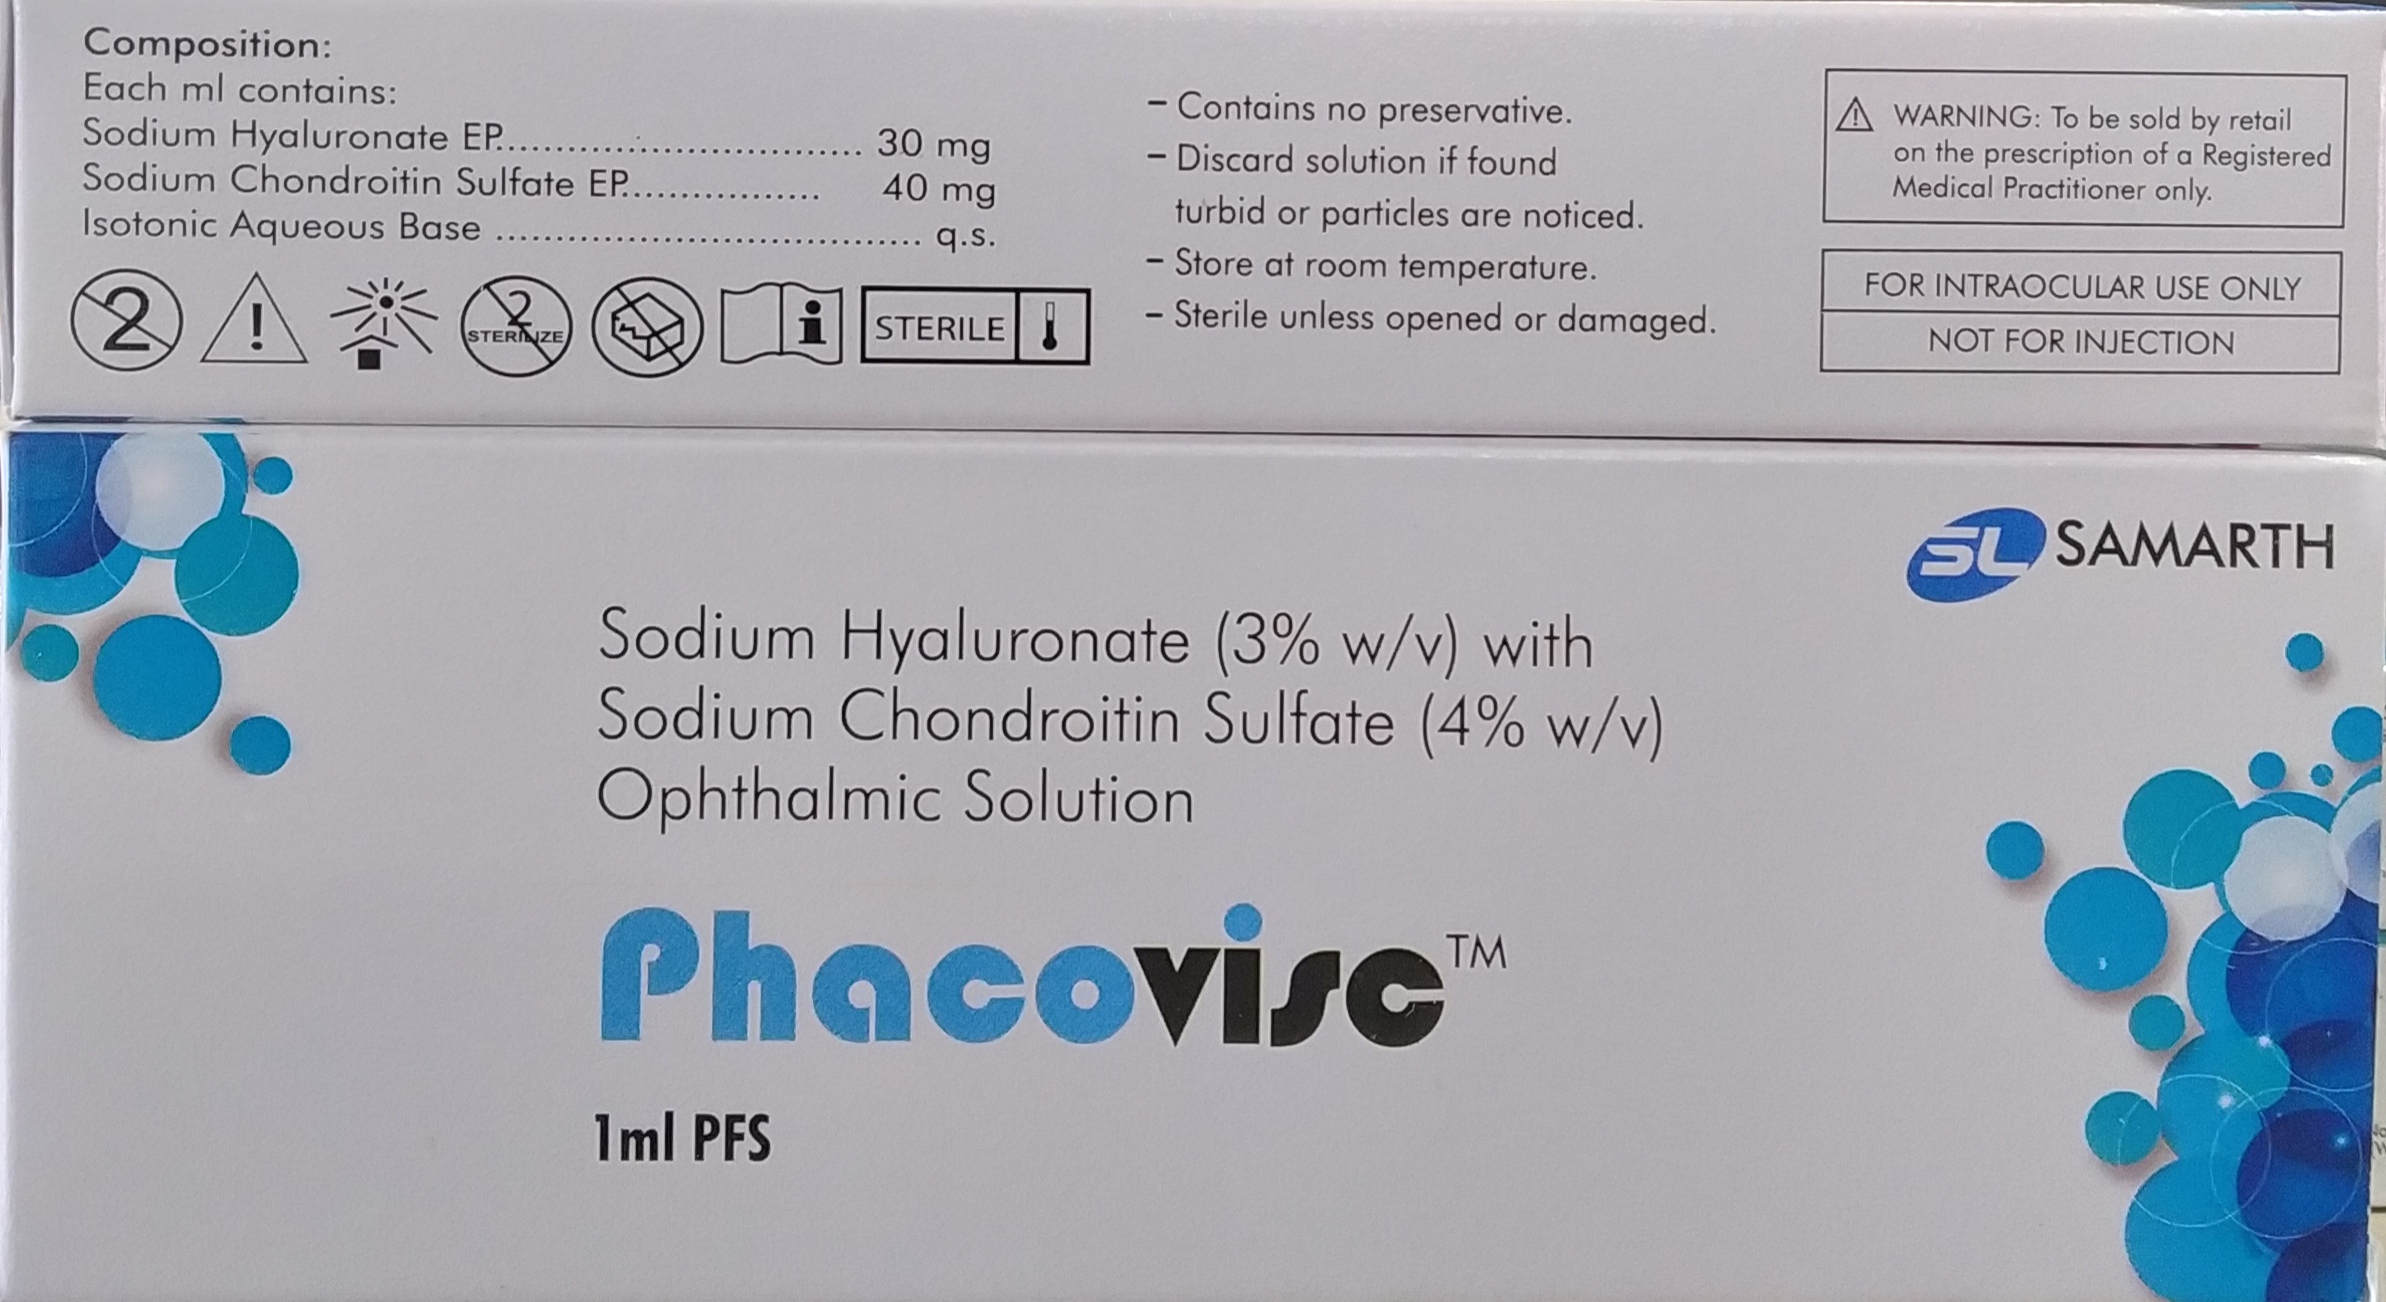 Composition:
Each ml contains:
Sodium Hyaluronate EP.................................. 30 mg
Sodium Chondroitin Sulfate EP.................. 40 mg
Isotonic Aqueous Base .................................... q.s.
2
!
2
STERILIZE
i
STERILE
– Contains no preservative.
– Discard solution if found
turbid or particles are noticed.
– Store at room temperature.
– Sterile unless opened or damaged.
! WARNING: To be sold by retail
on the prescription of a Registered
Medical Practitioner only.
FOR INTRAOCULAR USE ONLY
NOT FOR INJECTION
SL SAMARTH
Sodium Hyaluronate (3% w/v) with
Sodium Chondroitin Sulfate (4% w/v)
Ophthalmic Solution
Phacovisc™
1ml PFS